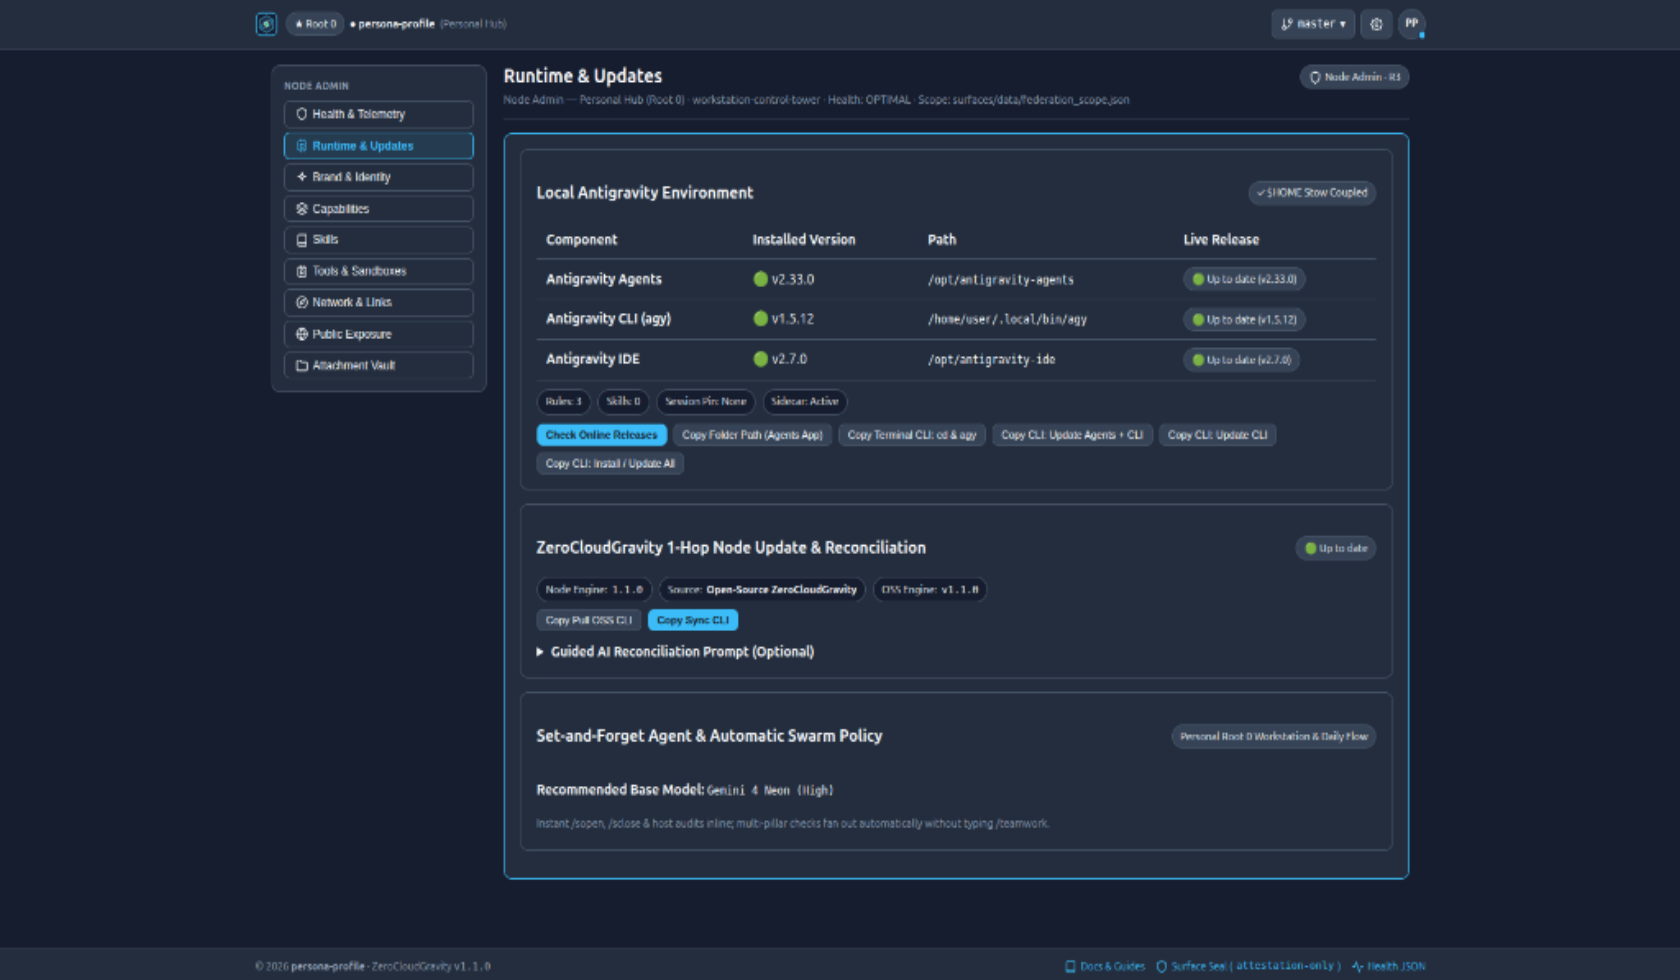 Root 0 persona-profile (Personal Hub)
master
PP
NODE ADMIN
Health & Telemetry
Runtime & Updates
Brand & Identity
Capabilities
Skills
Tools & Sandboxes
Network & Links
Public Exposure
Attachment Vault
Runtime & Updates
Node Admin · R3
Node Admin — Personal Hub (Root 0) · workstation-control-tower · Health: OPTIMAL · Scope: surfaces/data/federation_scope.json
Local Antigravity Environment
✓ $HOME Stow Coupled
Component Installed Version Path Live Release
Antigravity Agents v2.33.0 /opt/antigravity-agents Up to date (v2.33.0)
Antigravity CLI (agy) v1.5.12 /home/user/.local/bin/agy Up to date (v1.5.12)
Antigravity IDE v2.7.0 /opt/antigravity-ide Up to date (v2.7.0)
Rules: 3 Skills: 0 Session Pin: None Sidecar: Active
Check Online Releases Copy Folder Path (Agents App) Copy Terminal CLI: cd & agy Copy CLI: Update Agents + CLI Copy CLI: Update CLI
Copy CLI: Install / Update All
ZeroCloudGravity 1-Hop Node Update & Reconciliation
Up to date
Node Engine: 1.1.0 Source: Open-Source ZeroCloudGravity OSS Engine: v1.1.0
Copy Pull OSS CLI Copy Sync CLI
Guided AI Reconciliation Prompt (Optional)
Set-and-Forget Agent & Automatic Swarm Policy
Personal Root 0 Workstation & Daily Flow
Recommended Base Model: Gemini 4 Neon (High)
Instant /sopen, /sclose & host audits inline; multi-pillar checks fan out automatically without typing /teamwork.
© 2026 persona-profile · ZeroCloudGravity v1.1.0
Docs & Guides Surface Seal ( attestation-only ) Health JSON